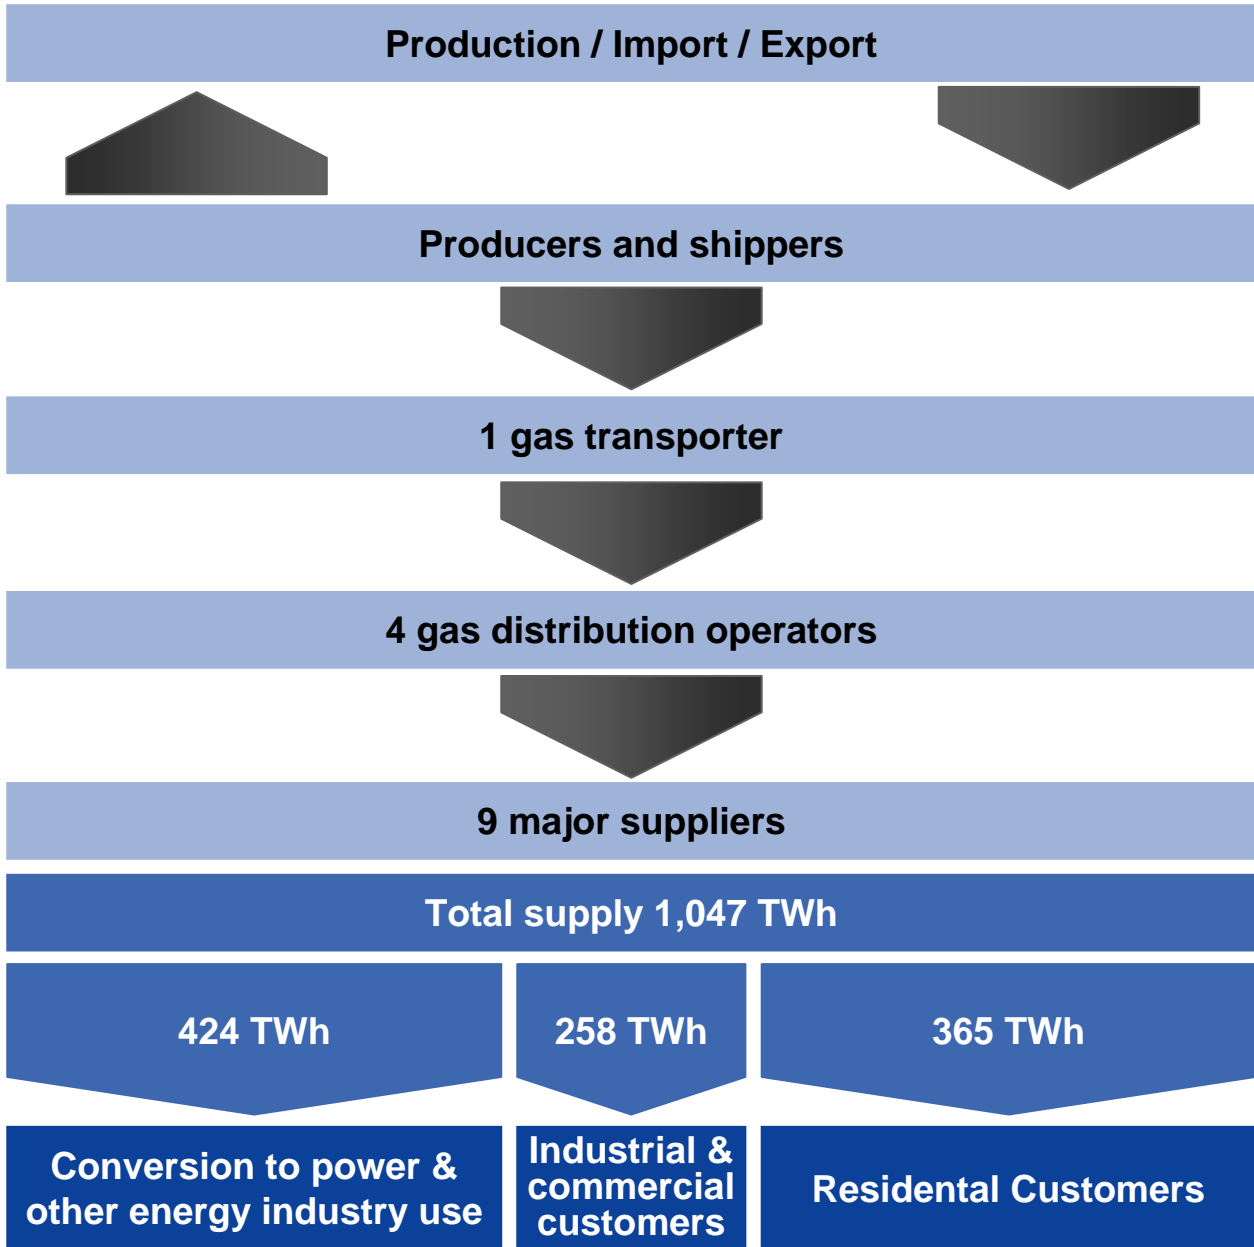 Production / Import / Export
Producers and shippers
1 gas transporter
4 gas distribution operators
9 major suppliers
Total supply 1,047 TWh
424 TWh
258 TWh
365 TWh
Conversion to power &
other energy industry use
Industrial &
commercial
customers
Residental Customers